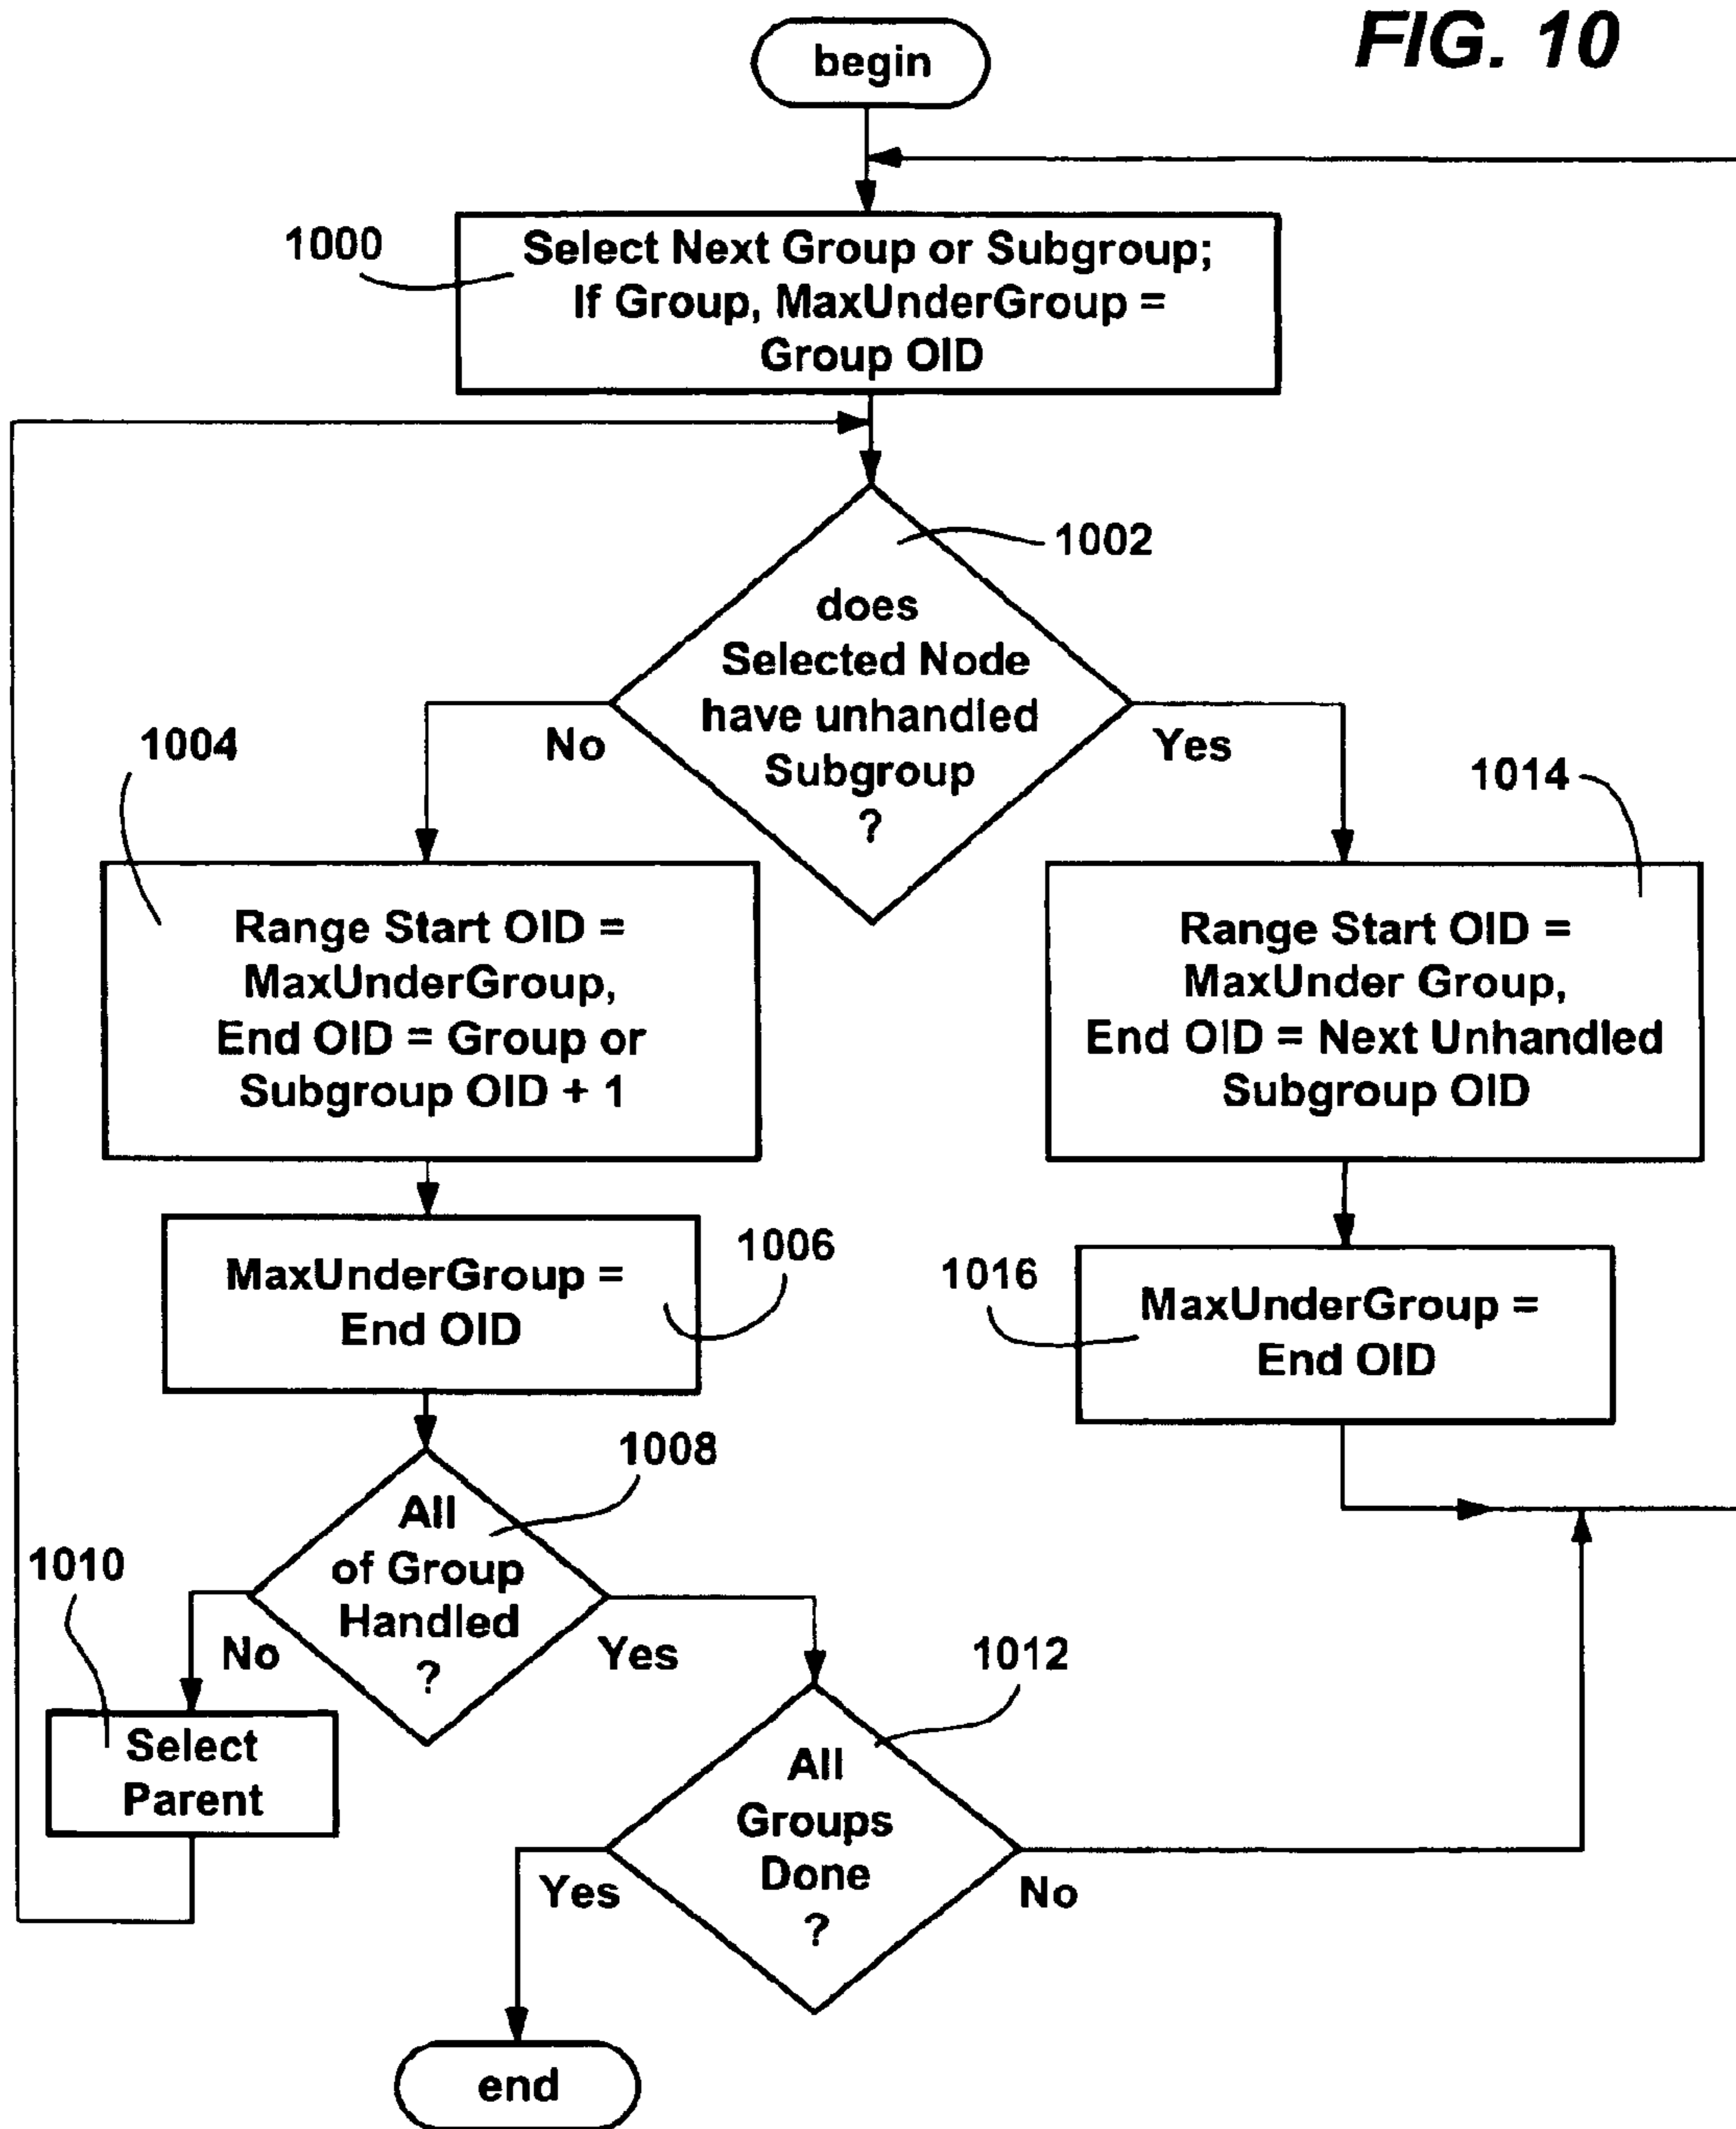 FIG. 10
begin
1000
Select Next Group or Subgroup;
If Group, MaxUnderGroup =
Group OID
1002
does
Selected Node
have unhandled
Subgroup
?
No
Yes
1004
Range Start OID =
MaxUnderGroup,
End OID = Group or
Subgroup OID + 1
1014
Range Start OID =
MaxUnder Group,
End OID = Next Unhandled
Subgroup OID
1006
MaxUnderGroup =
End OID
1016
MaxUnderGroup =
End OID
1008
All
of Group
Handled
?
No
Yes
1010
Select
Parent
1012
All
Groups
Done
?
Yes
No
end